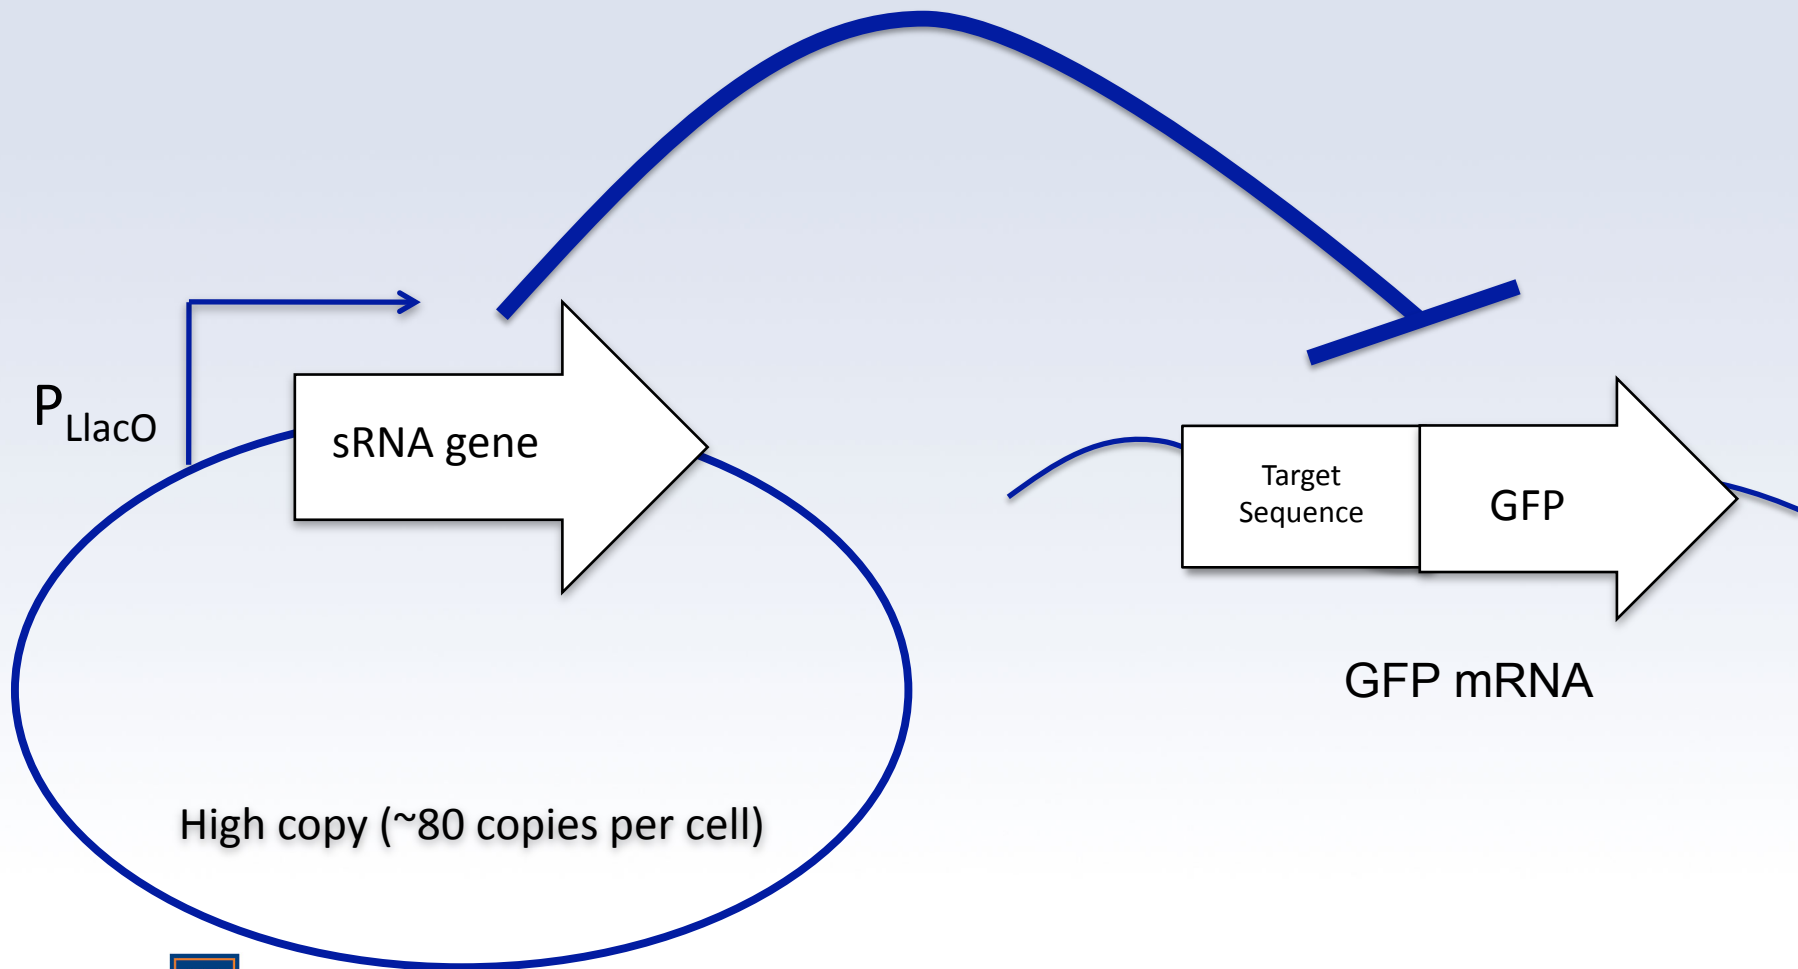 P_LlacO
sRNA gene
Target
Sequence
GFP
GFP mRNA
High copy (~80 copies per cell)